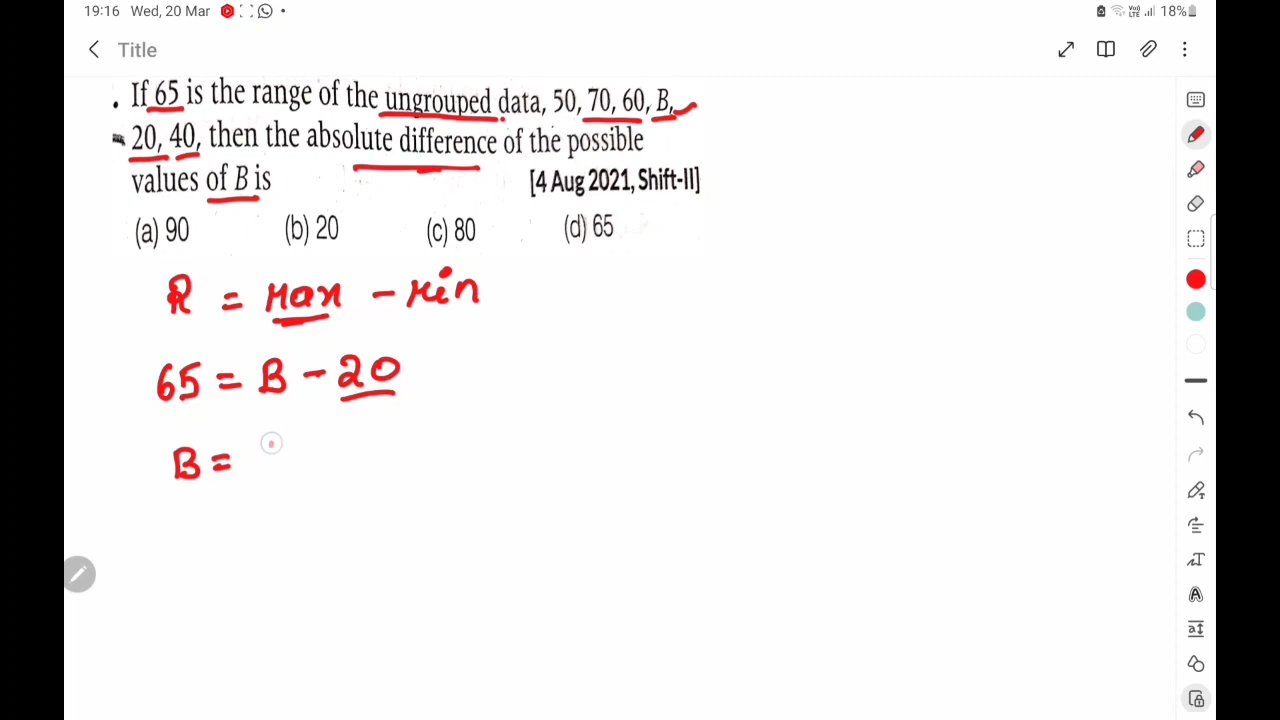 19:16 Wed, 20 Mar
18%
Title
. If 65 is the range of the ungrouped data, 50, 70, 60, B,
20, 40, then the absolute difference of the possible
values of B is
[4 Aug 2021, Shift-II]
(a) 90 (b) 20 (c) 80 (d) 65
R = Max - Min
65 = B - 20
B =